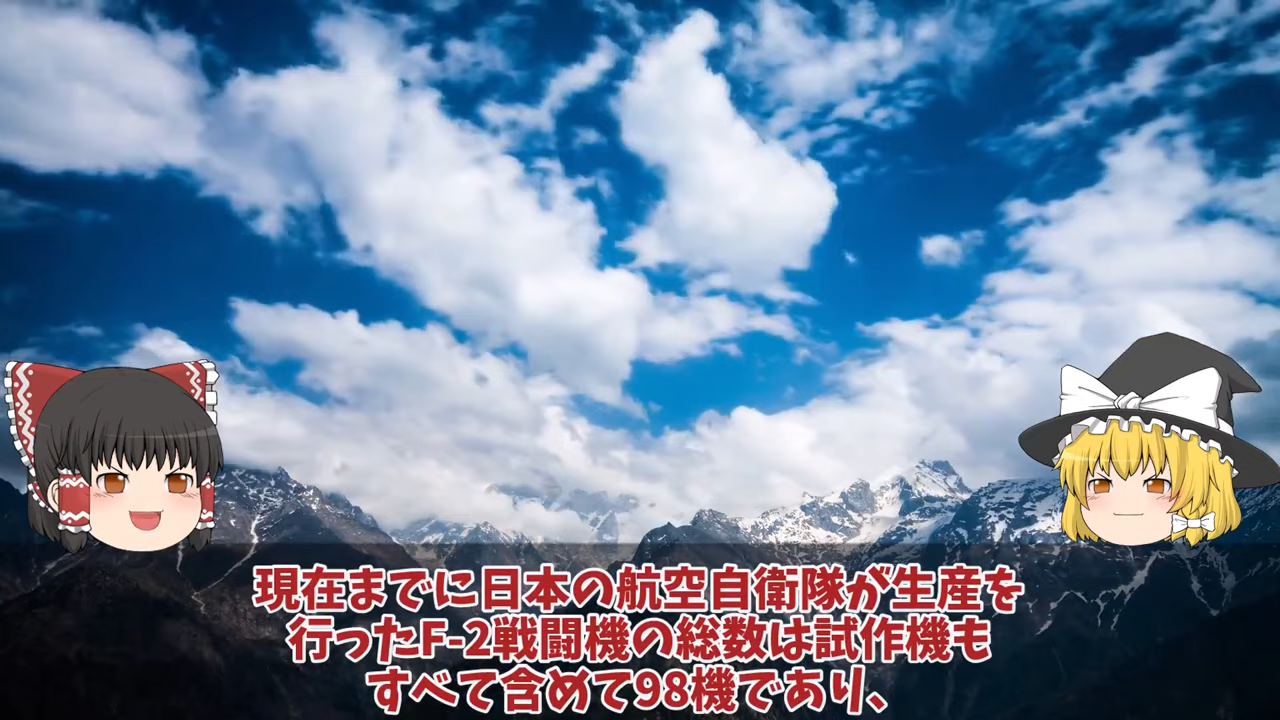 現在までに日本の航空自衛隊が生産を
行ったF-2戦闘機の総数は試作機も
すべて含めて98機であり、